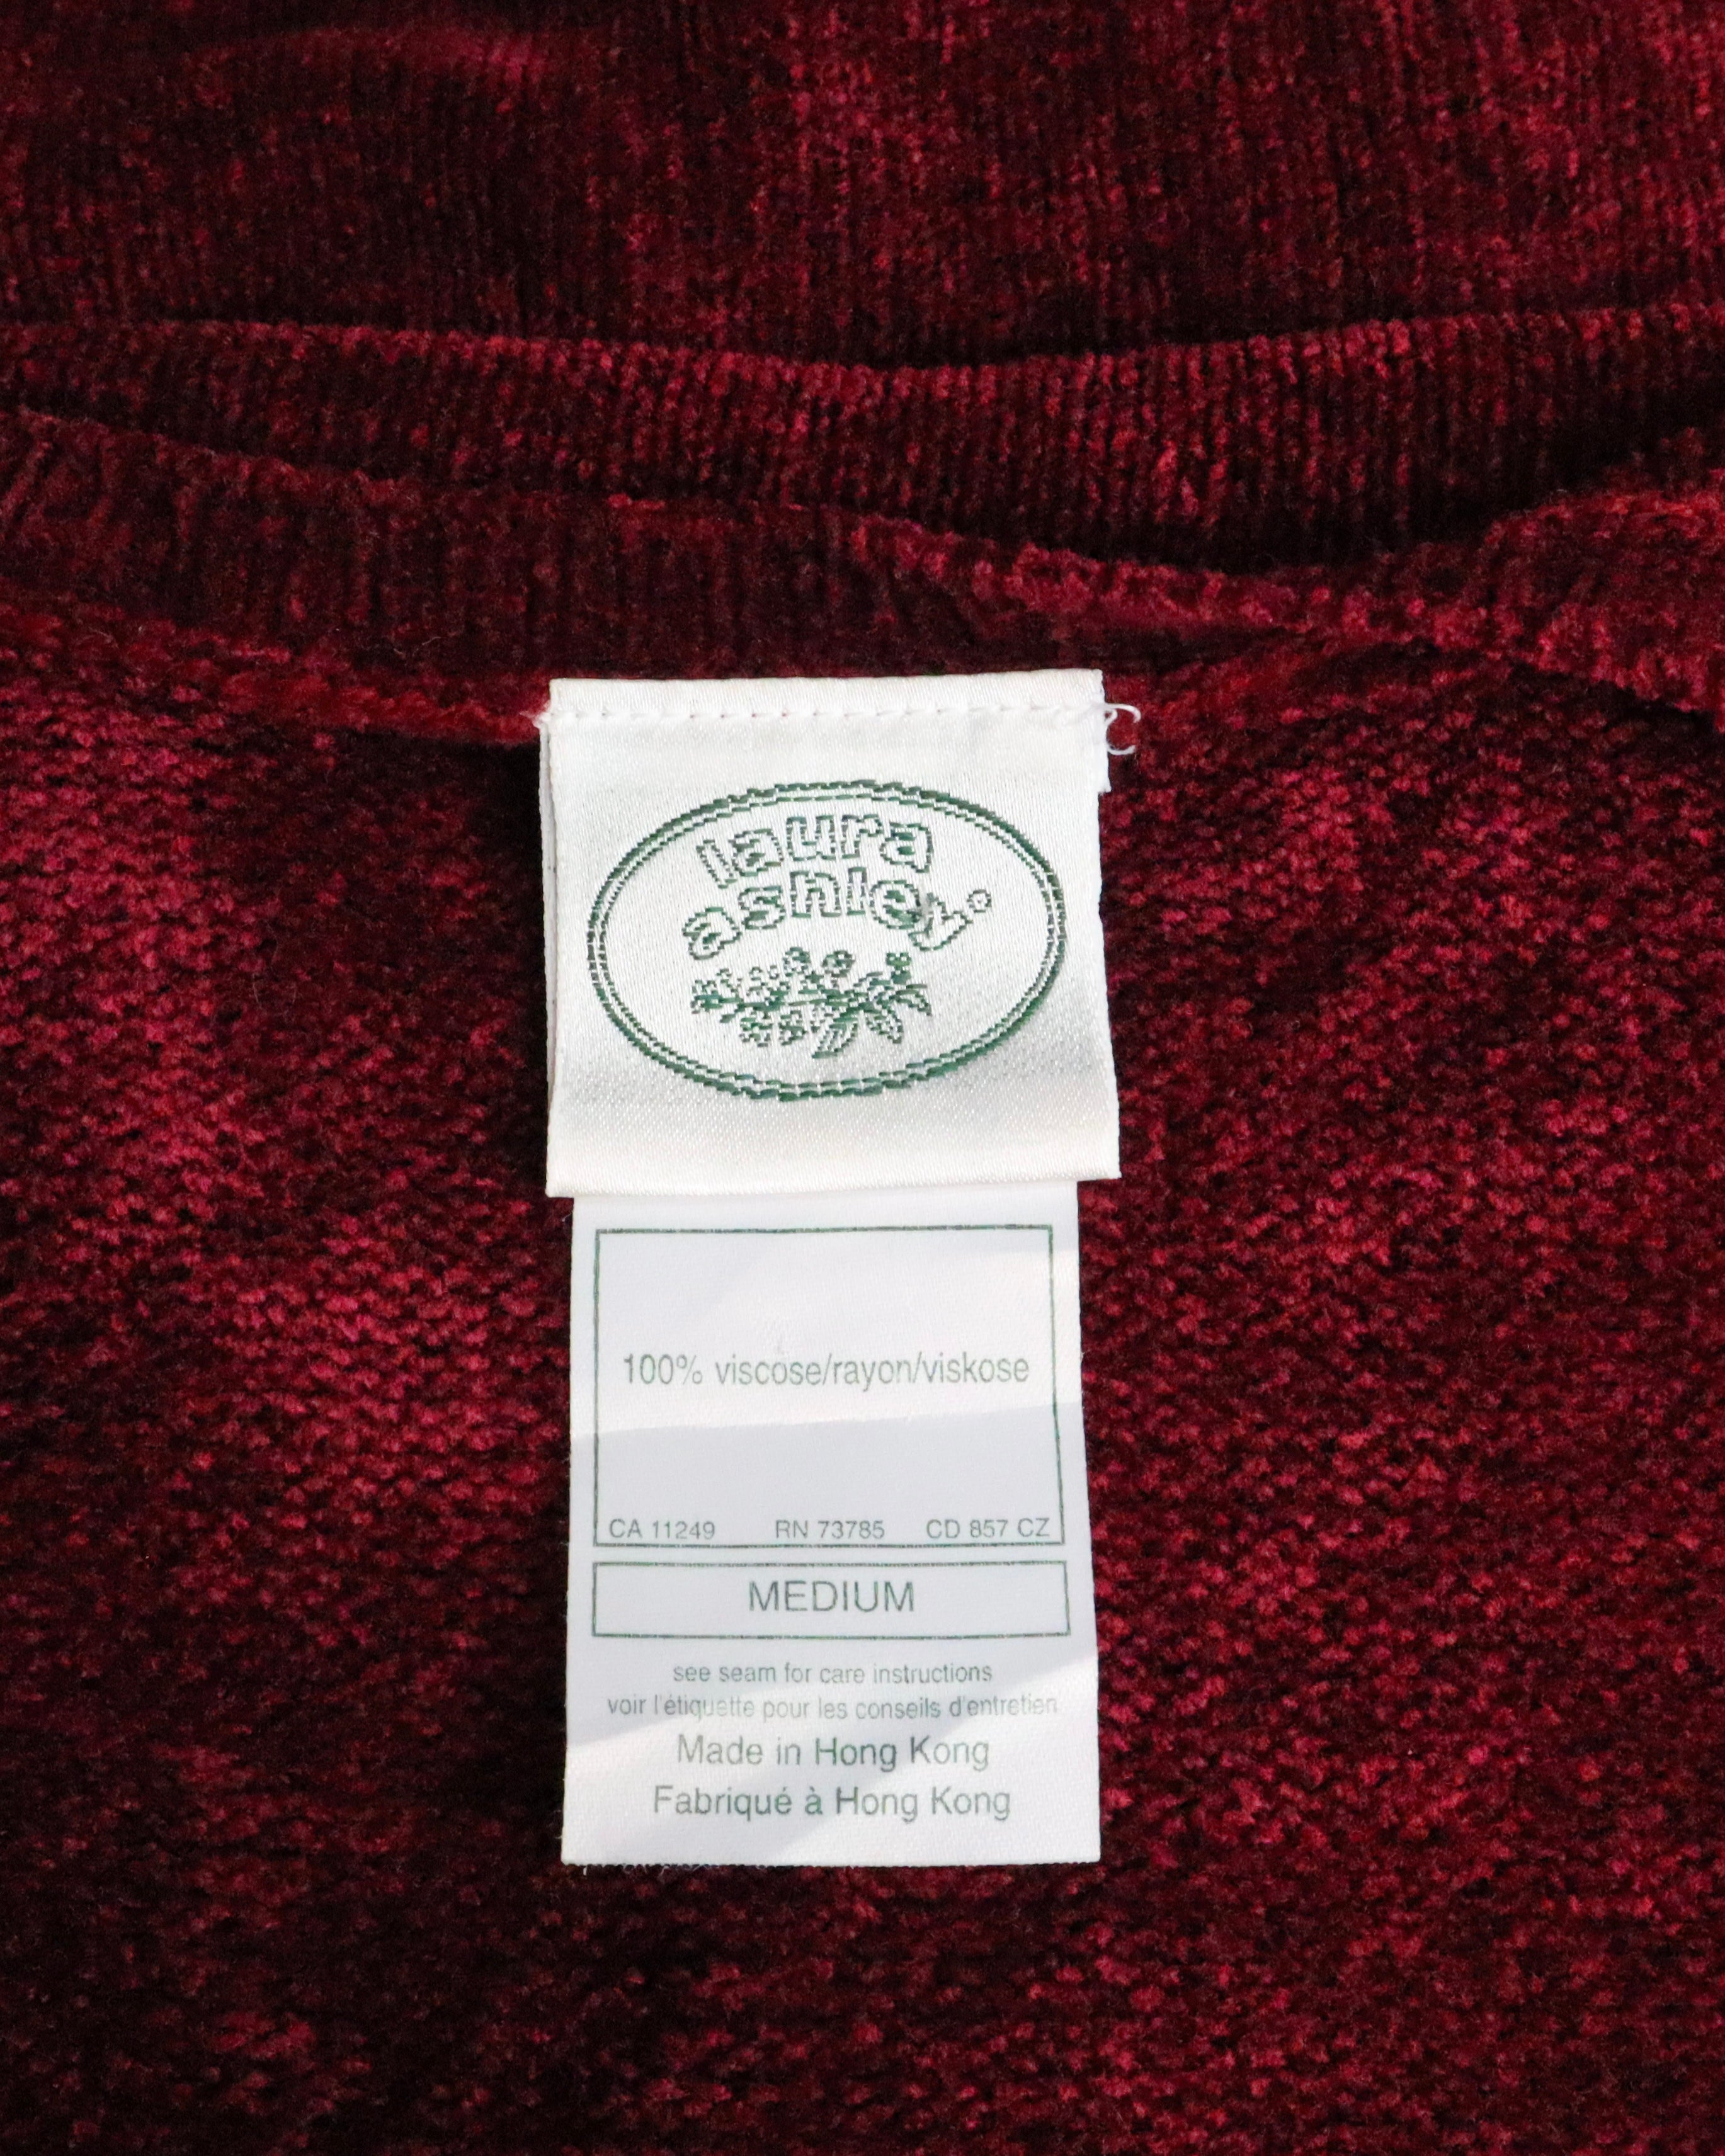 laura
ashley
100% viscose/rayon/viskose
CA 11249 RN 73785 CD 857 CZ
MEDIUM
see seam for care instructions
voir l'étiquette pour les conseils d'entretien
Made in Hong Kong
Fabriqué à Hong Kong